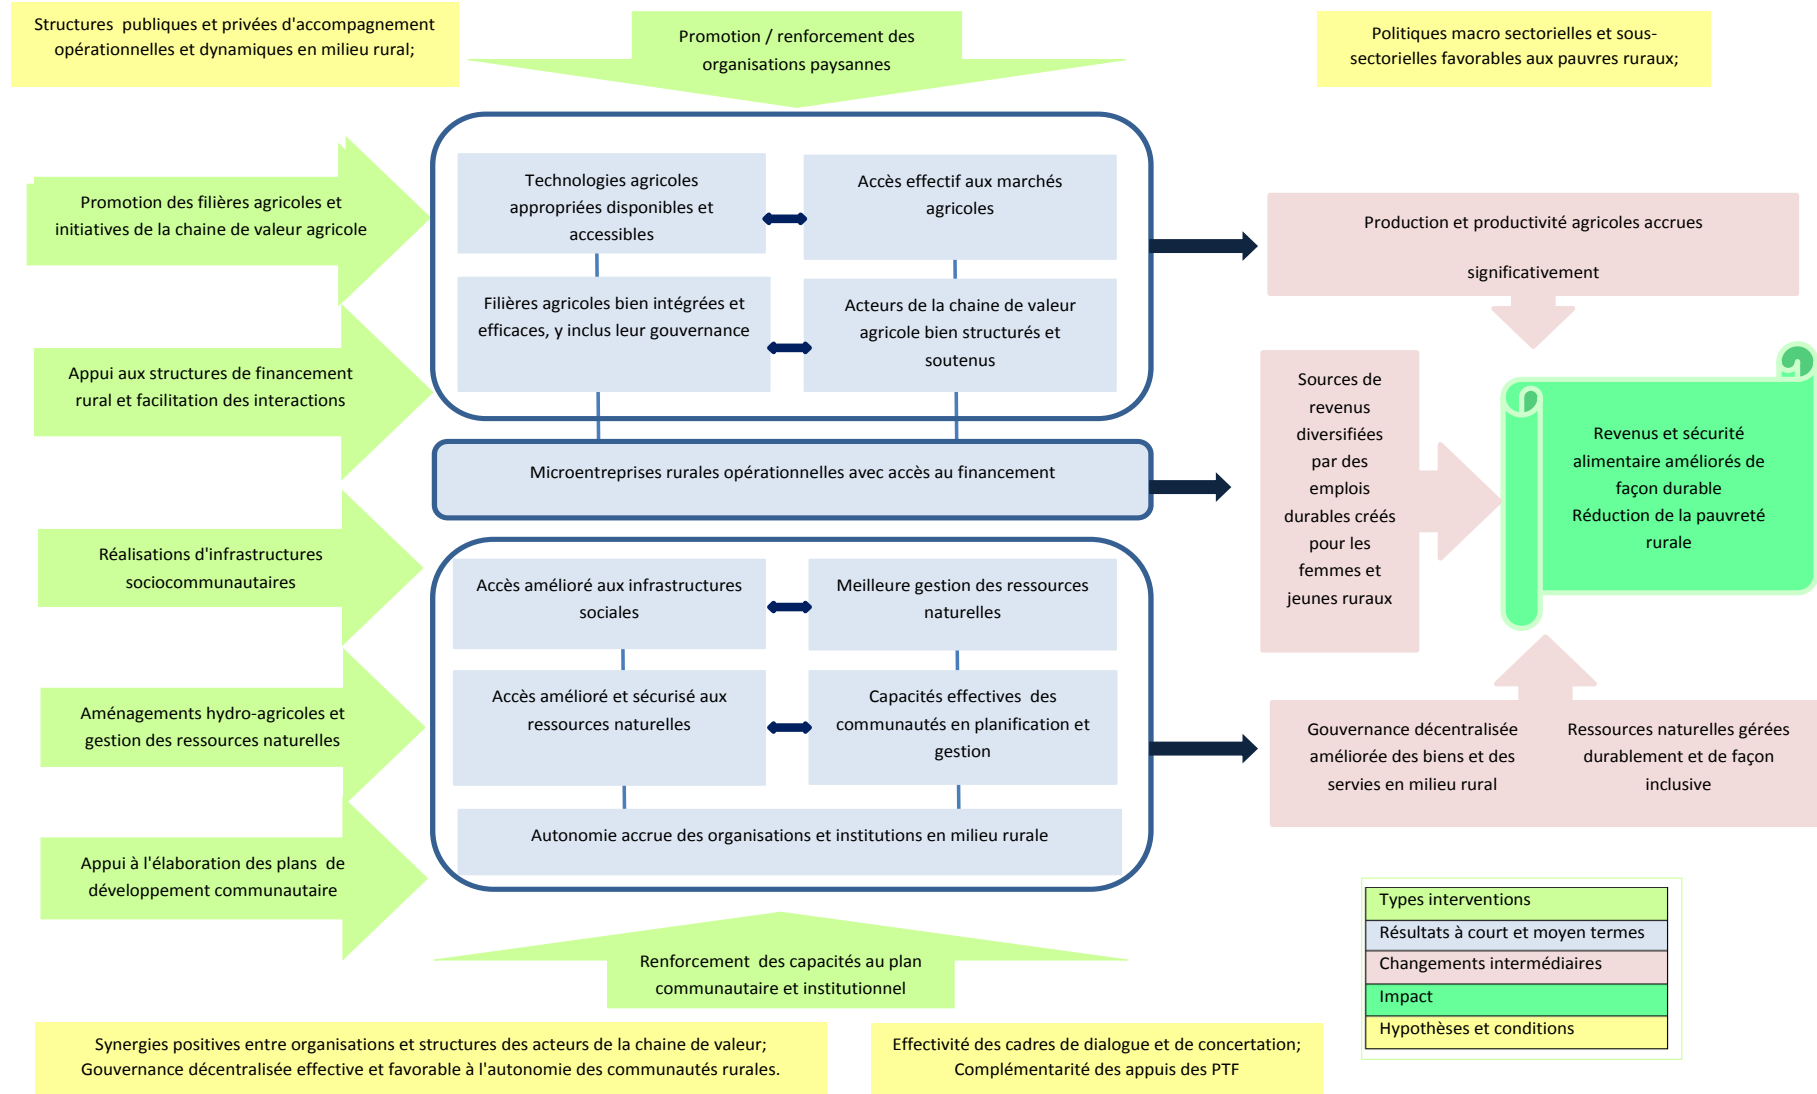 Structures  publiques et privées d'accompagnement
opérationnelles et dynamiques en milieu rural;
Promotion / renforcement des
organisations paysannes
Politiques macro sectorielles et sous-
sectorielles favorables aux pauvres ruraux;
Promotion des filières agricoles et
initiatives de la chaine de valeur agricole
Technologies agricoles
appropriées disponibles et
accessibles
Accès effectif aux marchés
agricoles
Filières agricoles bien intégrées et
efficaces, y inclus leur gouvernance
Acteurs de la chaine de valeur
agricole bien structurés et
soutenus
Production et productivité agricoles accrues
significativement
Appui aux structures de financement
rural et facilitation des interactions
Microentreprises rurales opérationnelles avec accès au financement
Sources de
revenus
diversifiées
par des
emplois
durables créés
pour les
femmes et
jeunes ruraux
Revenus et sécurité
alimentaire améliorés de
façon durable
Réduction de la pauvreté
rurale
Réalisations d'infrastructures
sociocommunautaires
Accès amélioré aux infrastructures
sociales
Meilleure gestion des ressources
naturelles
Aménagements hydro-agricoles et
gestion des ressources naturelles
Accès amélioré et sécurisé aux
ressources naturelles
Capacités effectives  des
communautés en planification et
gestion
Gouvernance décentralisée
améliorée des biens et des
servies en milieu rural
Ressources naturelles gérées
durablement et de façon
inclusive
Autonomie accrue des organisations et institutions en milieu rurale
Appui à l'élaboration des plans  de
développement communautaire
Renforcement  des capacités au plan
communautaire et institutionnel
Types interventions
Résultats à court et moyen termes
Changements intermédiaires
Impact
Hypothèses et conditions
Synergies positives entre organisations et structures des acteurs de la chaine de valeur;
Gouvernance décentralisée effective et favorable à l'autonomie des communautés rurales.
Effectivité des cadres de dialogue et de concertation;
Complémentarité des appuis des PTF